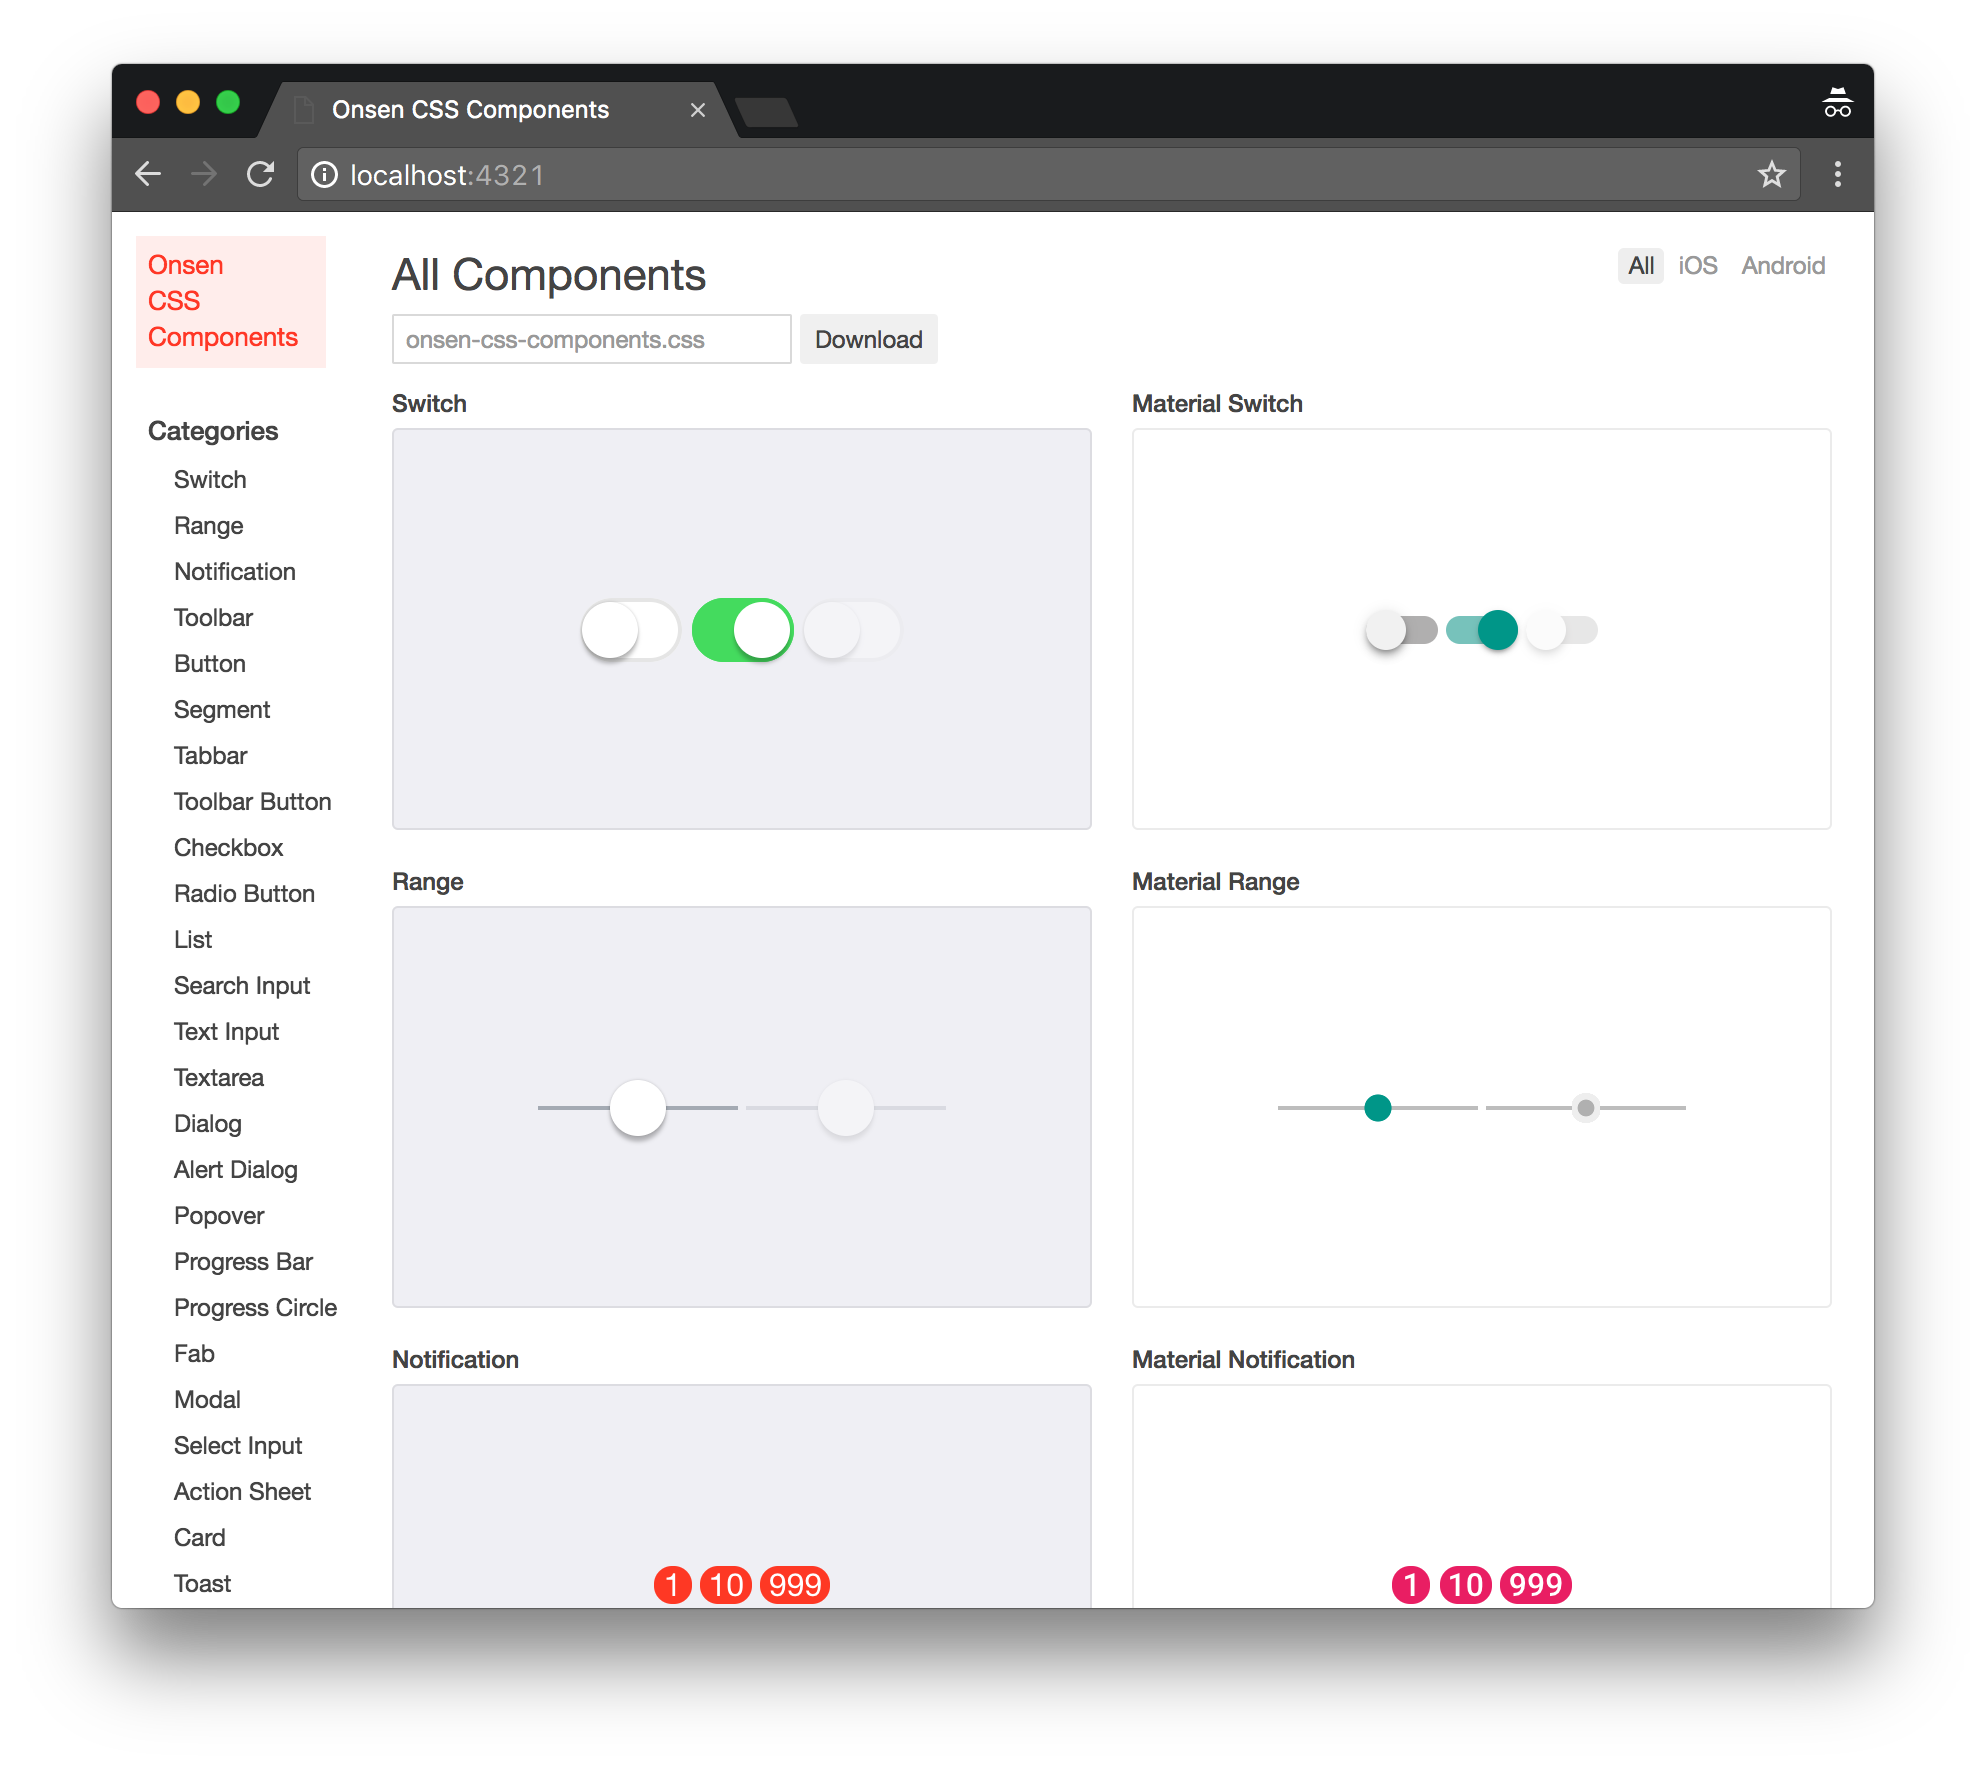 Onsen CSS Components
localhost:4321
Onsen
CSS
Components
All Components
All iOS Android
onsen-css-components.css Download
Categories
Switch
Range
Notification
Toolbar
Button
Segment
Tabbar
Toolbar Button
Checkbox
Radio Button
List
Search Input
Text Input
Textarea
Dialog
Alert Dialog
Popover
Progress Bar
Progress Circle
Fab
Modal
Select Input
Action Sheet
Card
Toast
Switch
Material Switch
Range
Material Range
Notification
Material Notification
1 10 999
1 10 999